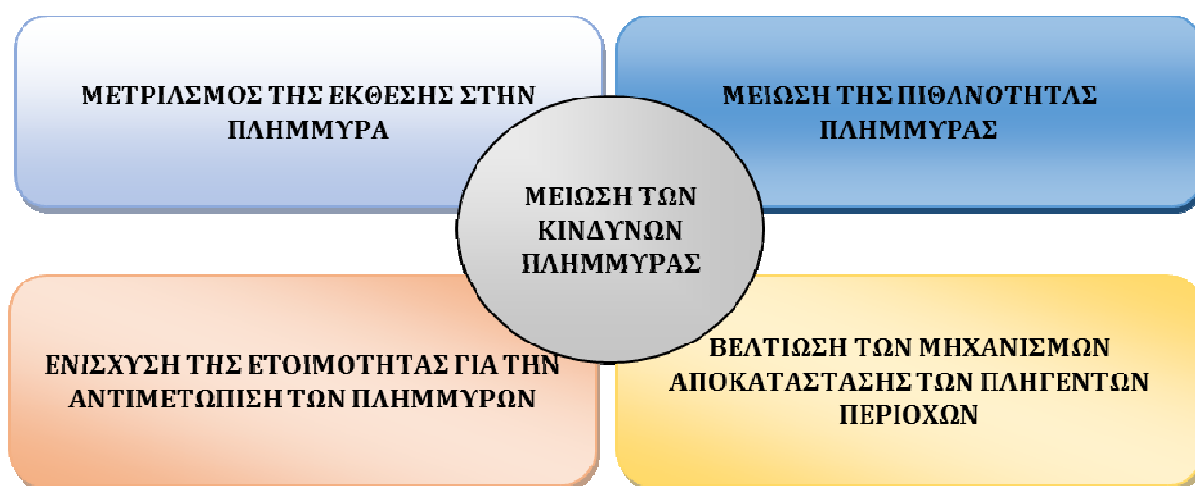 ΜΕΤΡΙΑΣΜΟΣ ΤΗΣ ΕΚΘΕΣΗΣ ΣΤΗΝ
ΠΛΗΜΜΥΡΑ
ΜΕΙΩΣΗ ΤΗΣ ΠΙΘΑΝΟΤΗΤΑΣ
ΠΛΗΜΜΥΡΑΣ
ΜΕΙΩΣΗ ΤΩΝ
ΚΙΝΔΥΝΩΝ
ΠΛΗΜΜΥΡΑΣ
ΕΝΙΣΧΥΣΗ ΤΗΣ ΕΤΟΙΜΟΤΗΤΑΣ ΓΙΑ ΤΗΝ
ΑΝΤΙΜΕΤΩΠΙΣΗ ΤΩΝ ΠΛΗΜΜΥΡΩΝ
ΒΕΛΤΙΩΣΗ ΤΩΝ ΜΗΧΑΝΙΣΜΩΝ
ΑΠΟΚΑΤΑΣΤΑΣΗΣ ΤΩΝ ΠΛΗΓΕΝΤΩΝ
ΠΕΡΙΟΧΩΝ